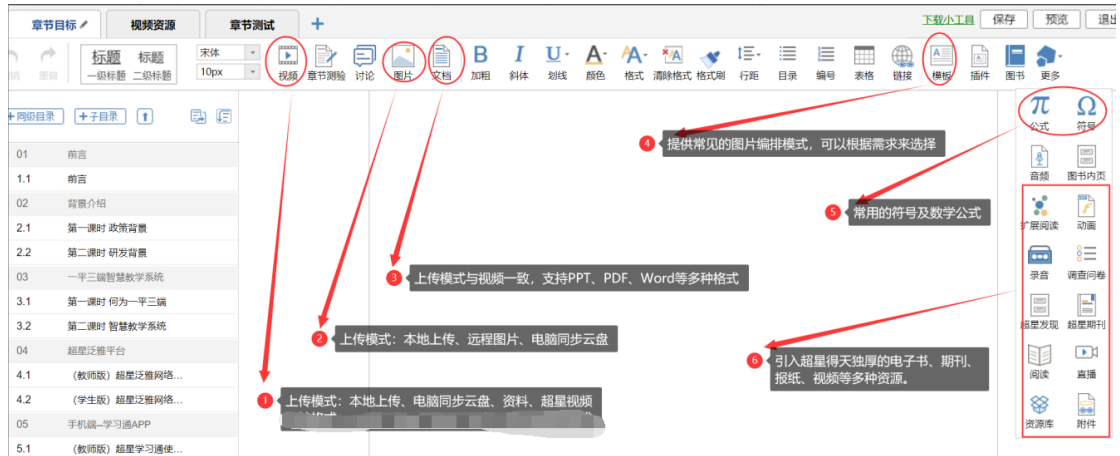 章节目标
视频资源
章节测试
+
下载小工具
保存
预览
退出
重做
标题 标题
一级标题 二级标题
宋体
10px
视频
章节测验
讨论
图片
文档
B
加粗
I
斜体
U
划线
A
颜色
AA
格式
清除格式
格式刷
行距
目录
编号
表格
链接
模板
插件
图书
更多
+同级目录
+子目录
01 前言
1.1 前言
02 背景介绍
2.1 第一课时 政策背景
2.2 第二课时 研发背景
03 一平三端智慧教学系统
3.1 第一课时 何为一平三端
3.2 第二课时 智慧教学系统
04 超星泛雅平台
4.1 (教师版)超星泛雅网络...
4.2 (学生版)超星泛雅网络...
05 手机端--学习通APP
5.1 (教师版)超星学习通使...
4 提供常见的图片编排模式,可以根据需求来选择
5 常用的符号及数学公式
3 上传模式与视频一致,支持PPT、PDF、Word等多种格式
2 上传模式:本地上传、远程图片、电脑同步云盘
6 引入超星得天独厚的电子书、期刊、
报纸、视频等多种资源。
1 上传模式:本地上传、电脑同步云盘、资料、超星视频
π Ω
公式 符号
音频 图书内页
扩展阅读 动画
录音 调查问卷
超星发现 超星期刊
阅读 直播
资源库 附件